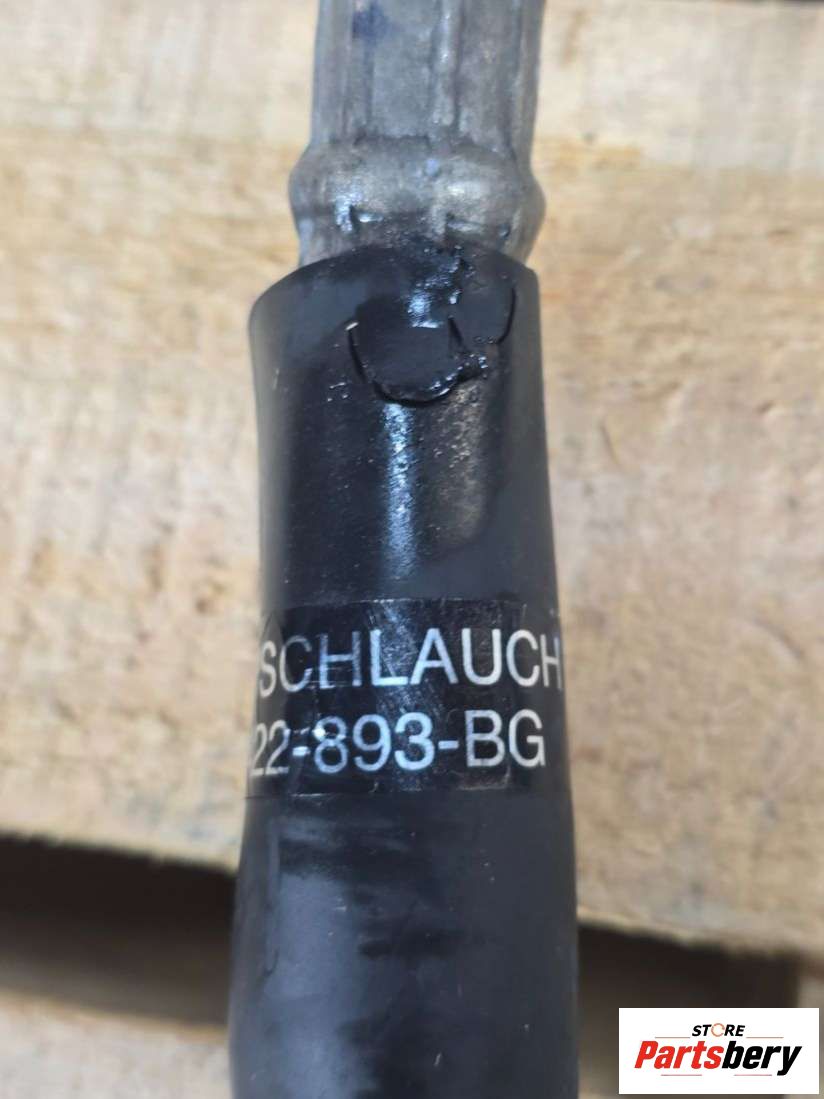 SCHLAUCH
22-893-BG
STORE
Partsbery